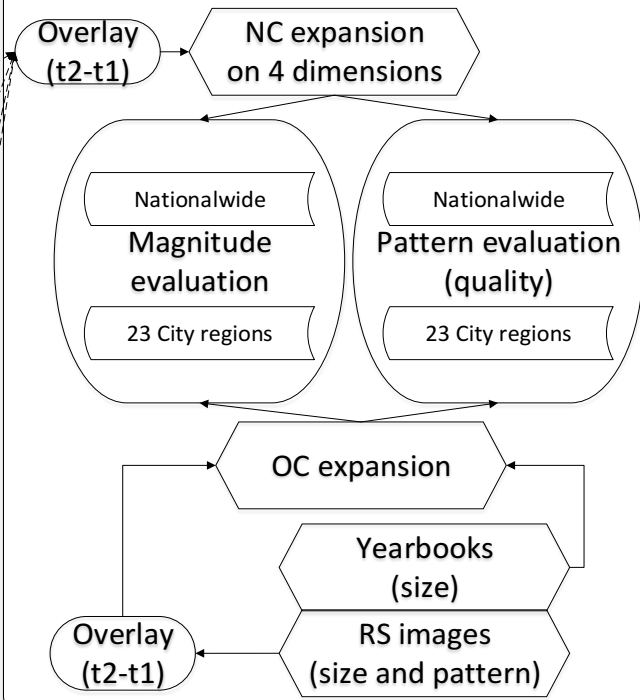 Overlay
(t2-t1)
NC expansion
on 4 dimensions
Nationalwide
Magnitude
evaluation
23 City regions
Nationalwide
Pattern evaluation
(quality)
23 City regions
OC expansion
Yearbooks
(size)
Overlay
(t2-t1)
RS images
(size and pattern)